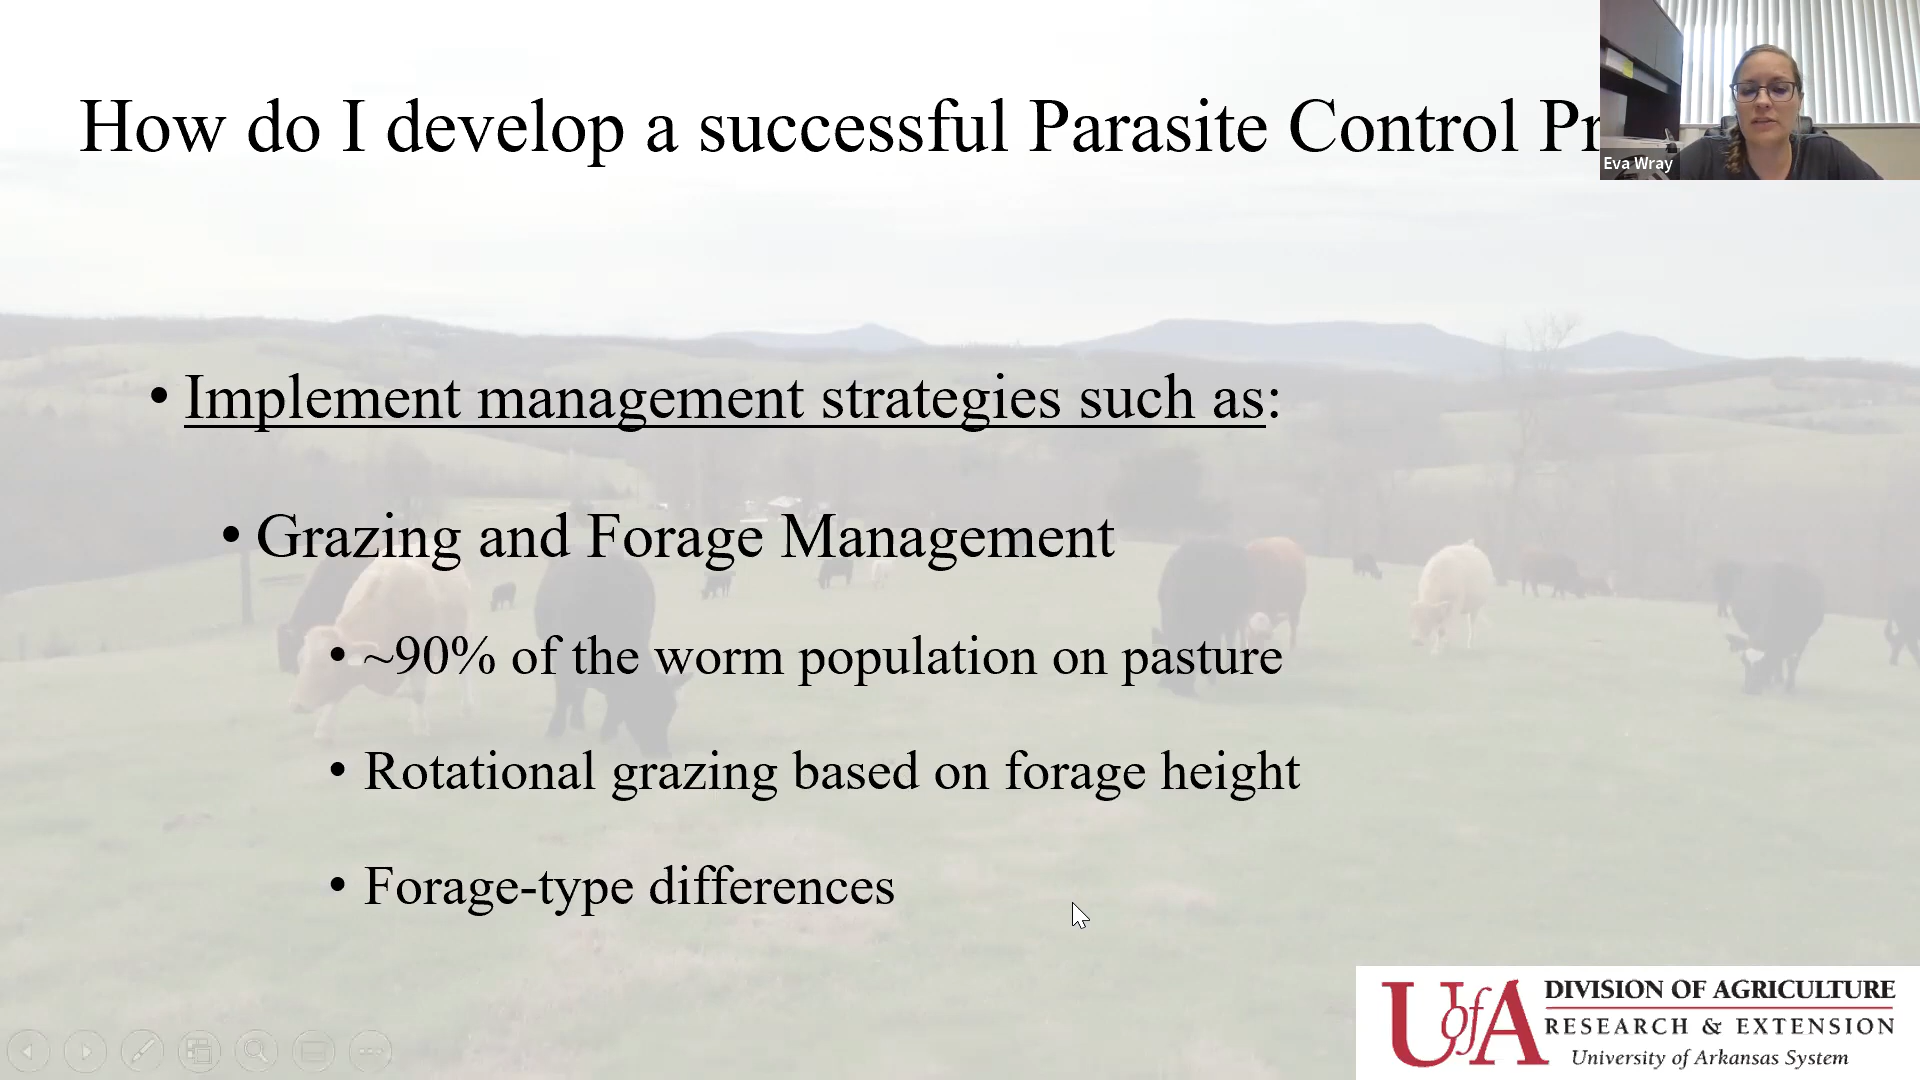 How do I develop a successful Parasite Control Pr
Eva Wray
• Implement management strategies such as:
• Grazing and Forage Management
• ~90% of the worm population on pasture
• Rotational grazing based on forage height
• Forage-type differences
UofA
DIVISION OF AGRICULTURE
RESEARCH & EXTENSION
University of Arkansas System